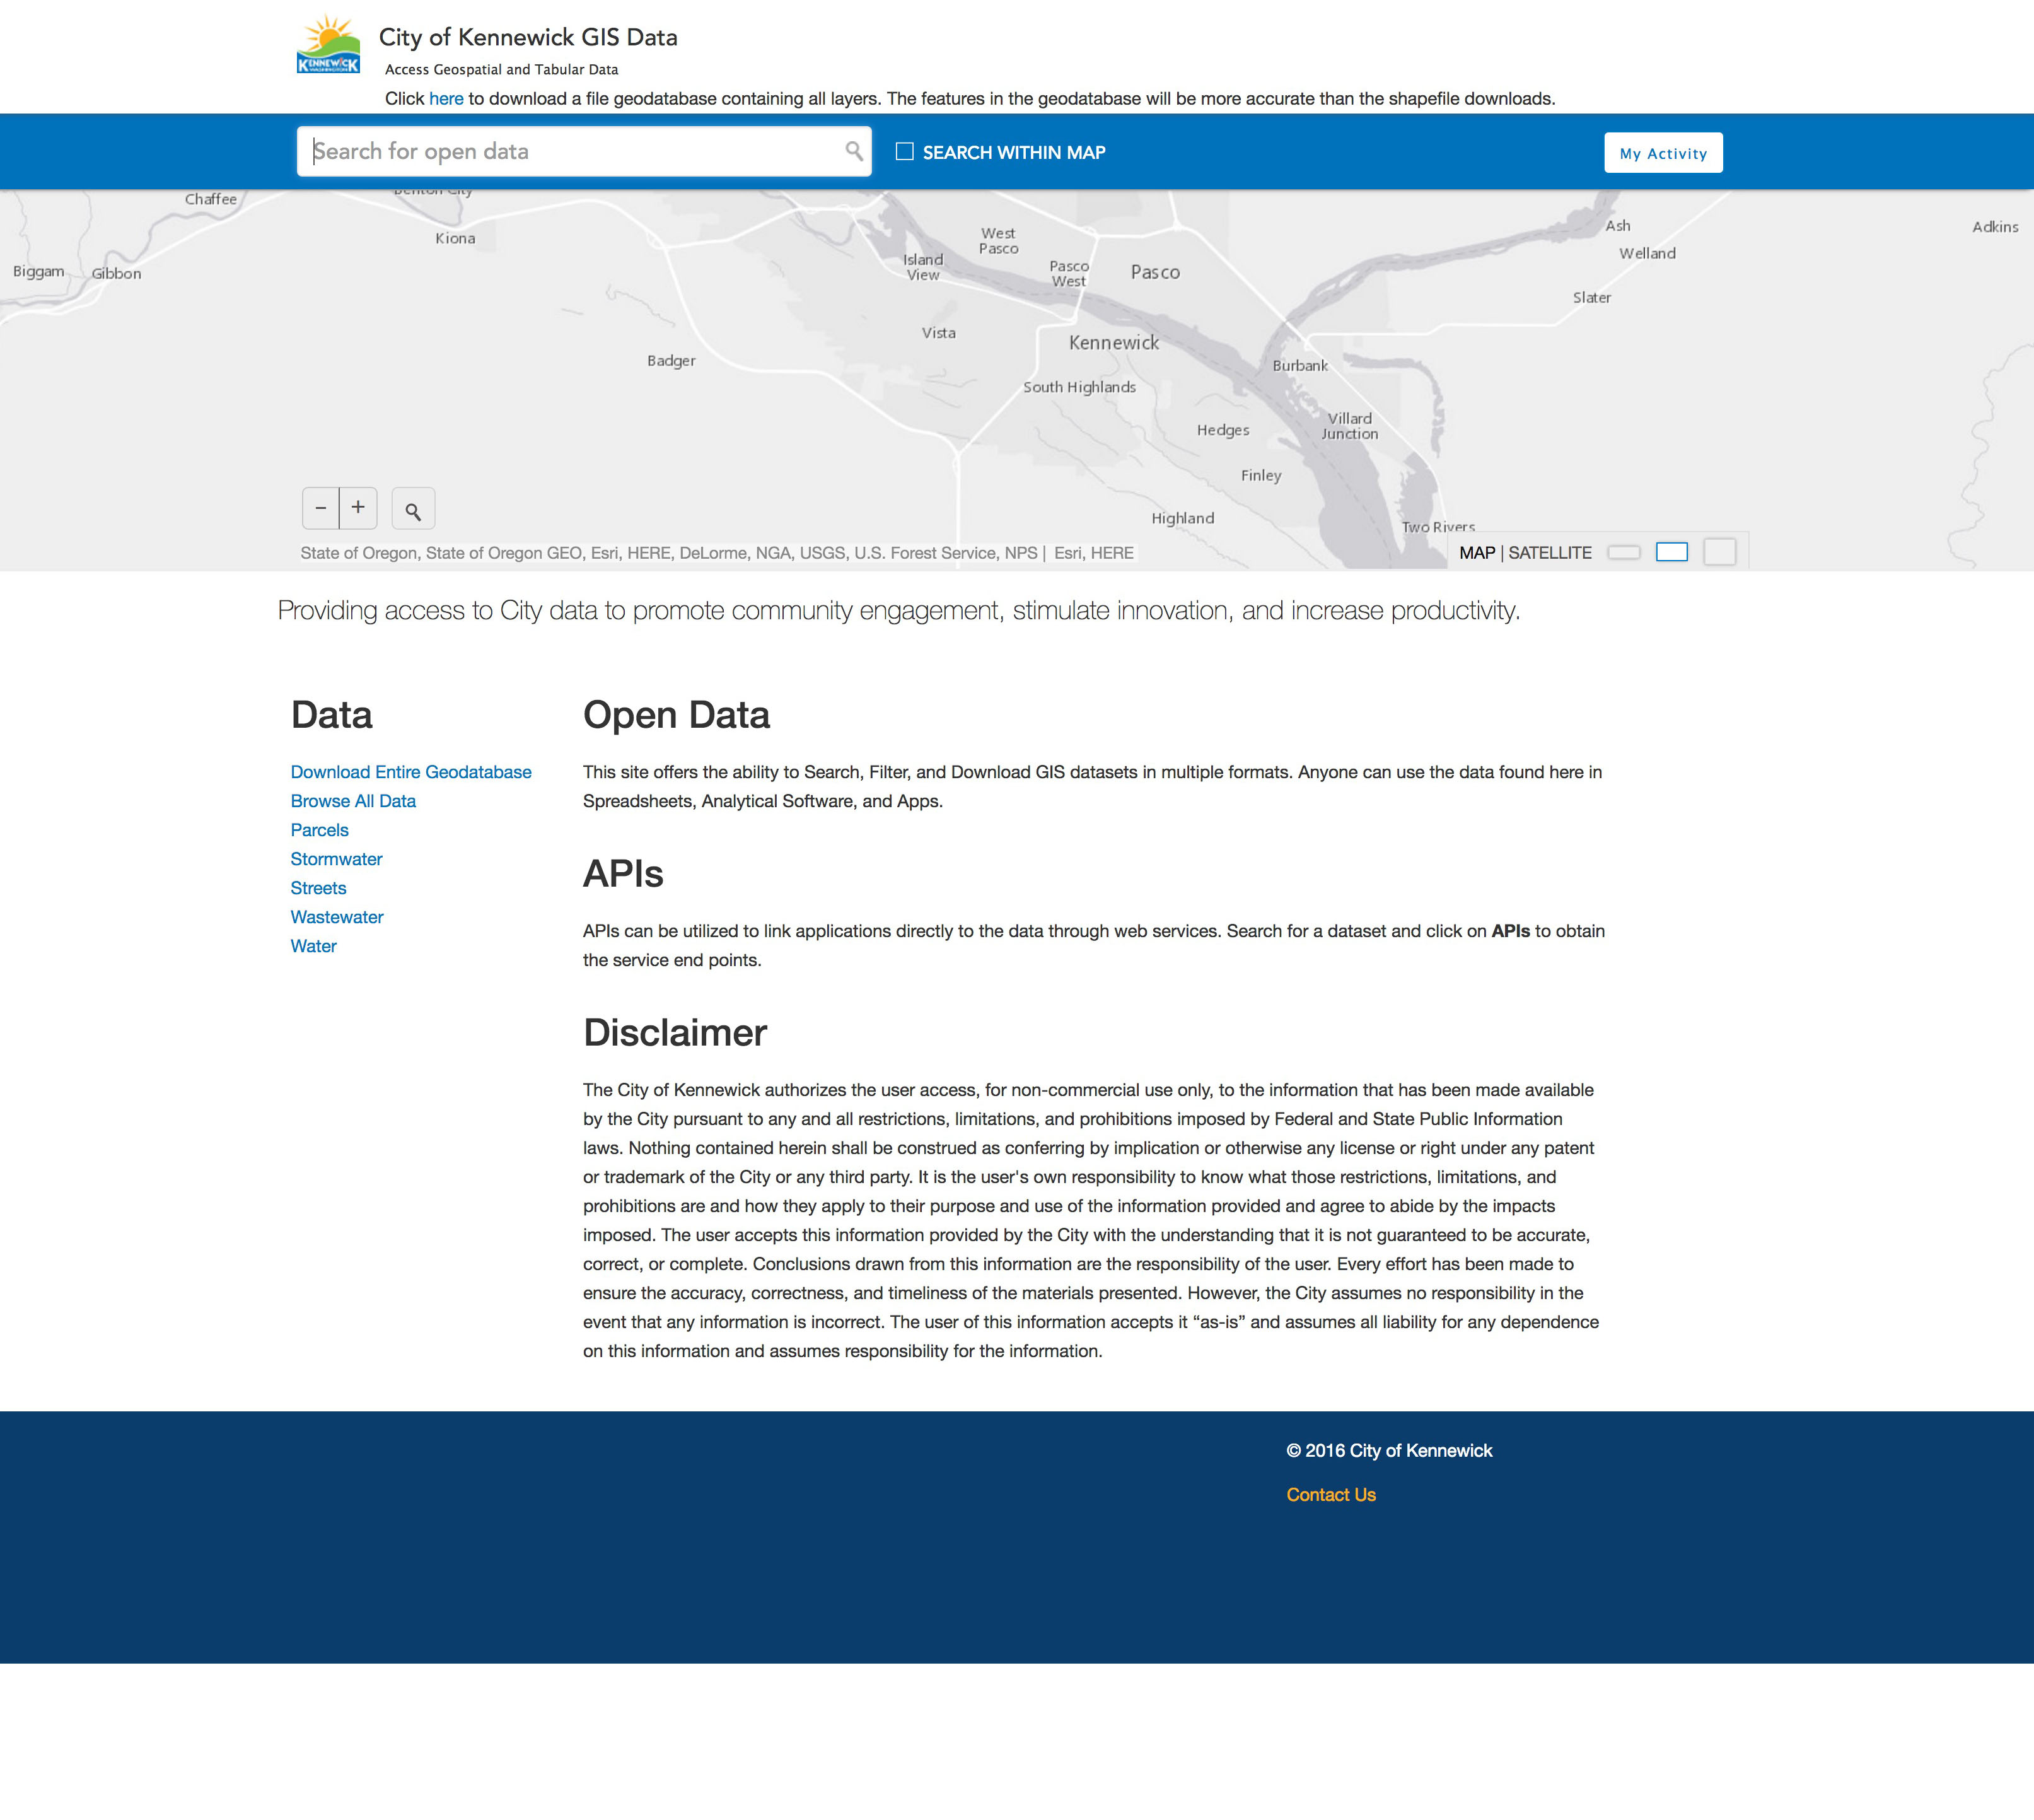 KENNEWICK
WASHINGTON
City of Kennewick GIS Data
Access Geospatial and Tabular Data
Click here to download a file geodatabase containing all layers. The features in the geodatabase will be more accurate than the shapefile downloads.
Search for open data
SEARCH WITHIN MAP
My Activity
Chaffee
Benton City
Kiona
Biggam
Gibbon
West
Pasco
Island
View
Pasco
West
Pasco
Ash
Welland
Adkins
Slater
Vista
Kennewick
Badger
Burbank
South Highlands
Villard
Junction
Hedges
Finley
Highland
Two Rivers
- +
State of Oregon, State of Oregon GEO, Esri, HERE, DeLorme, NGA, USGS, U.S. Forest Service, NPS | Esri, HERE
MAP | SATELLITE
Providing access to City data to promote community engagement, stimulate innovation, and increase productivity.
Data
Download Entire Geodatabase
Browse All Data
Parcels
Stormwater
Streets
Wastewater
Water
Open Data
This site offers the ability to Search, Filter, and Download GIS datasets in multiple formats. Anyone can use the data found here in
Spreadsheets, Analytical Software, and Apps.
APIs
APIs can be utilized to link applications directly to the data through web services. Search for a dataset and click on APIs to obtain
the service end points.
Disclaimer
The City of Kennewick authorizes the user access, for non-commercial use only, to the information that has been made available
by the City pursuant to any and all restrictions, limitations, and prohibitions imposed by Federal and State Public Information
laws. Nothing contained herein shall be construed as conferring by implication or otherwise any license or right under any patent
or trademark of the City or any third party. It is the user's own responsibility to know what those restrictions, limitations, and
prohibitions are and how they apply to their purpose and use of the information provided and agree to abide by the impacts
imposed. The user accepts this information provided by the City with the understanding that it is not guaranteed to be accurate,
correct, or complete. Conclusions drawn from this information are the responsibility of the user. Every effort has been made to
ensure the accuracy, correctness, and timeliness of the materials presented. However, the City assumes no responsibility in the
event that any information is incorrect. The user of this information accepts it “as-is” and assumes all liability for any dependence
on this information and assumes responsibility for the information.
© 2016 City of Kennewick
Contact Us